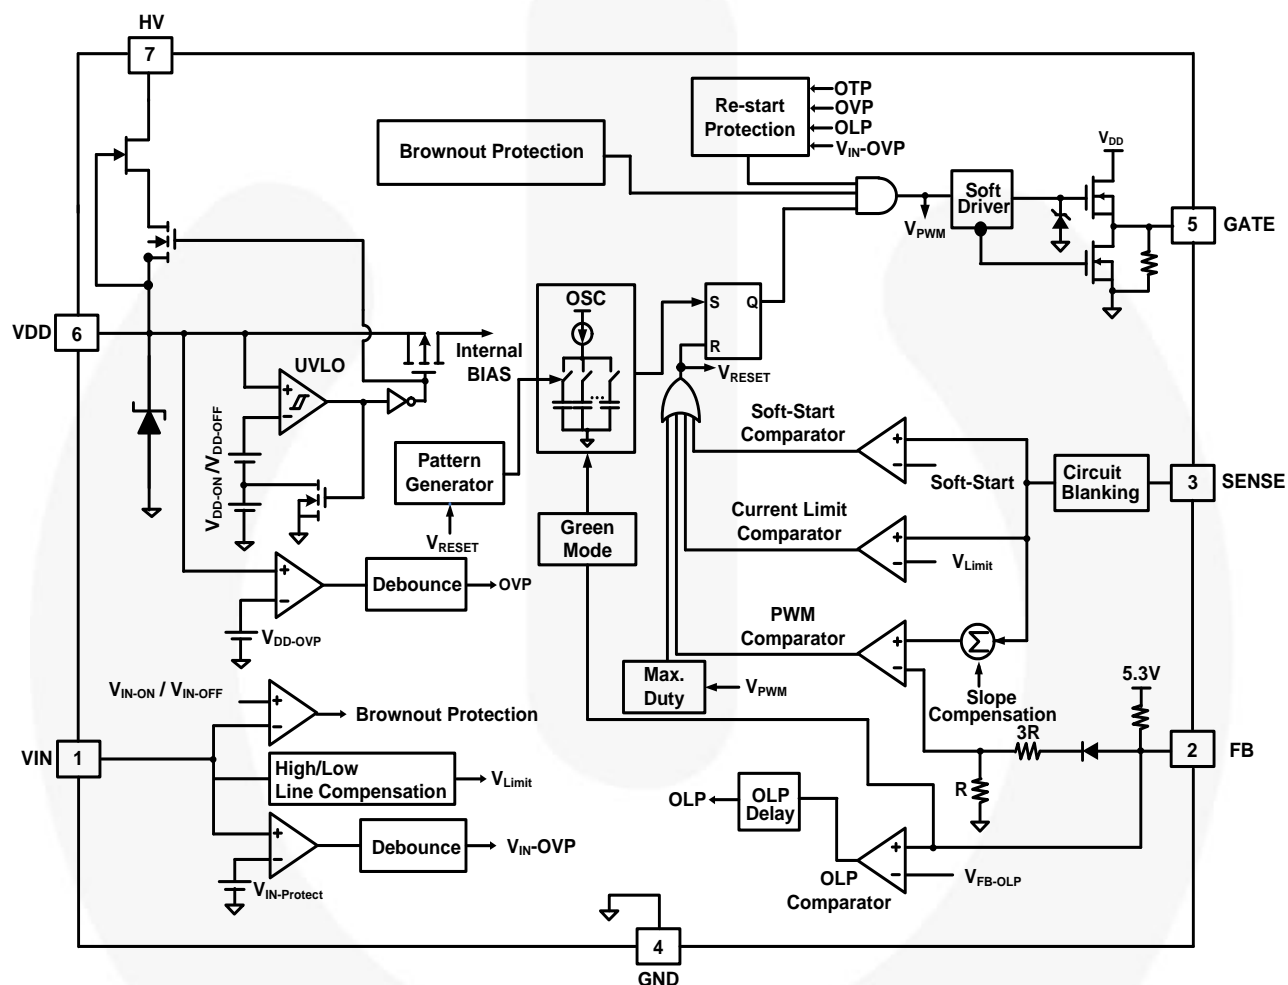 HV
7
OTP
OVP
OLP
VIN-OVP
Re-start
Protection
Brownout Protection
VDD
Soft
Driver
VPWM
5
GATE
OSC
S
Q
R
VRESET
VDD
6
UVLO
Internal
BIAS
+
−
VDD-ON /VDD-OFF
Pattern
Generator
VRESET
Green
Mode
Soft-Start
Comparator
+
−
Soft-Start
Circuit
Blanking
3
SENSE
Current Limit
Comparator
+
−
VLimit
+
−
VDD-OVP
Debounce
OVP
PWM
Comparator
+
−
Σ
Slope
Compensation
Max.
Duty
VPWM
5.3V
3R
R
2
FB
VIN-ON / VIN-OFF
+
−
Brownout Protection
VIN
1
High/Low
Line Compensation
VLimit
+
−
VIN-Protect
Debounce
VIN-OVP
OLP
OLP
Delay
+
−
OLP
Comparator
VFB-OLP
4
GND